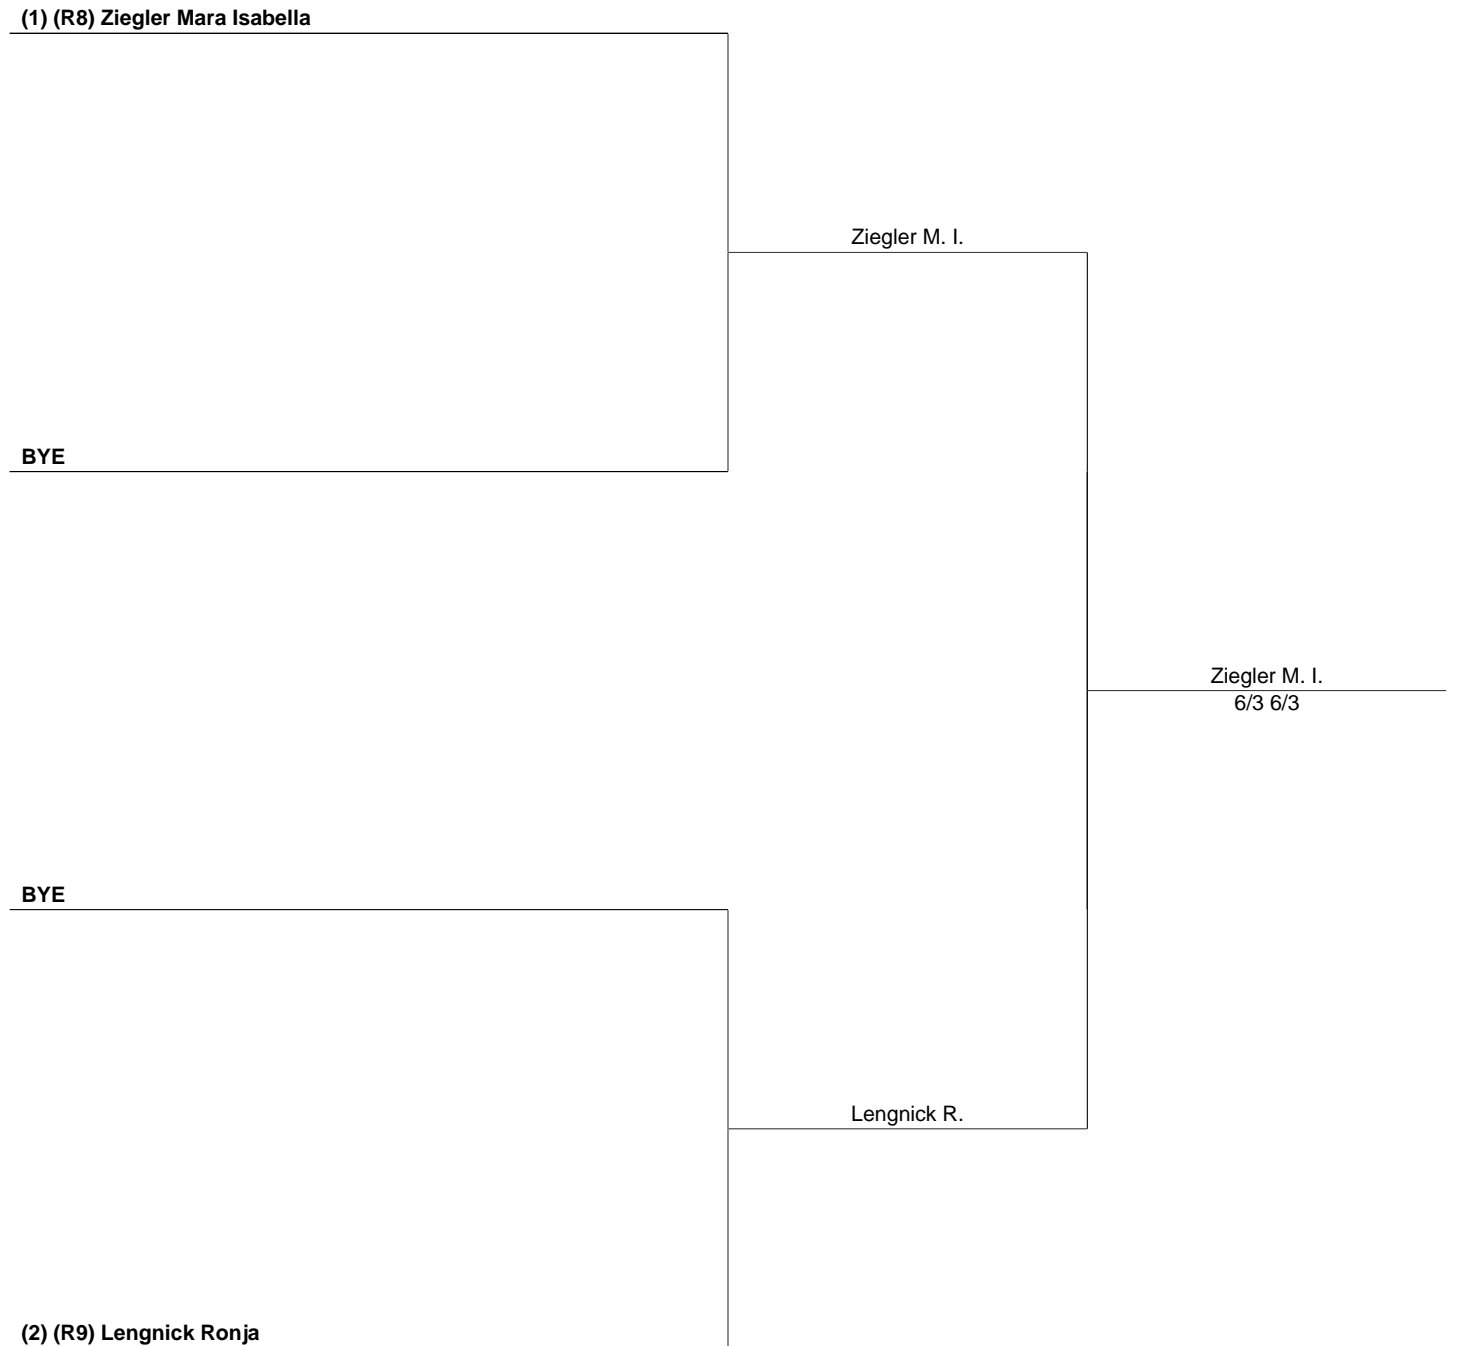 (1) (R8) Ziegler Mara Isabella
Ziegler M. I.
BYE
Ziegler M. I.
6/3 6/3
BYE
Lengnick R.
(2) (R9) Lengnick Ronja